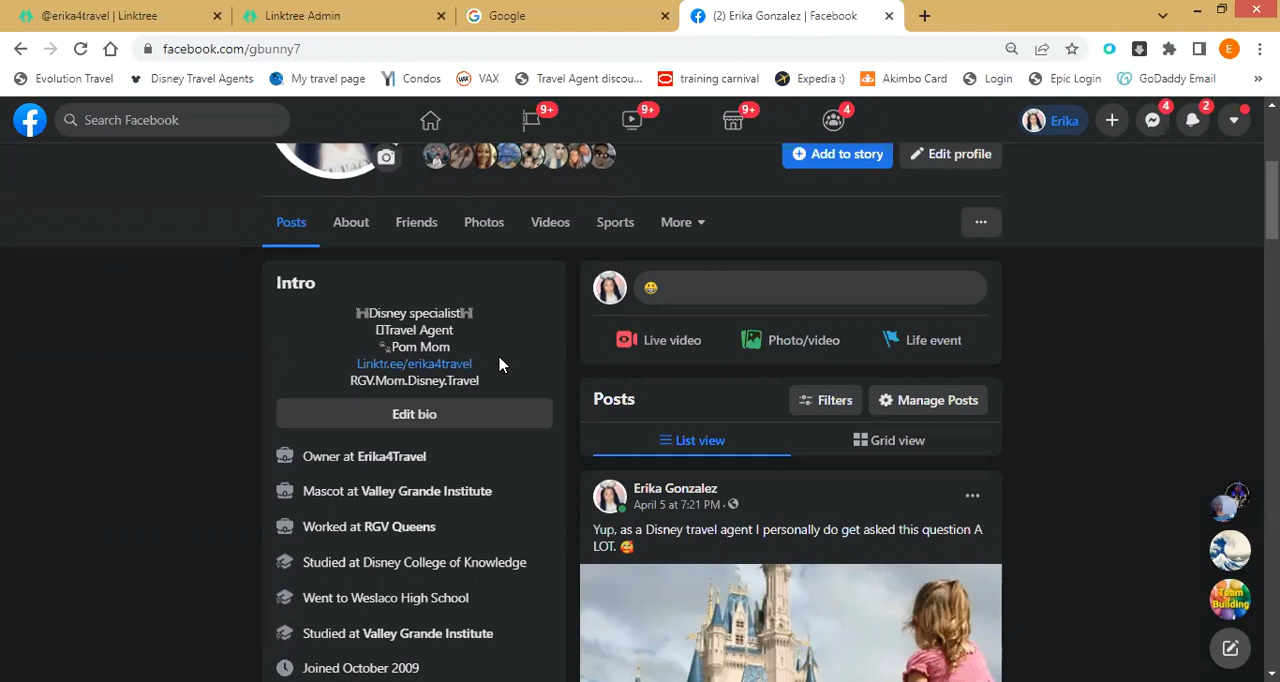 @erika4travel | Linktree
Linktree Admin
Google
(2) Erika Gonzalez | Facebook
facebook.com/gbunny7
E
Evolution Travel
Disney Travel Agents
My travel page
Condos
VAX
Travel Agent discou...
training carnival
Expedia :)
Akimbo Card
Login
Epic Login
GoDaddy Email
»
Search Facebook
9+
9+
9+
4
Erika
4
2
Add to story
Edit profile
Posts
About
Friends
Photos
Videos
Sports
More
Intro
Disney specialist
Travel Agent
🐾Pom Mom
Linktr.ee/erika4travel
RGV.Mom.Disney.Travel
Edit bio
Owner at Erika4Travel
Mascot at Valley Grande Institute
Worked at RGV Queens
Studied at Disney College of Knowledge
Went to Weslaco High School
Studied at Valley Grande Institute
Joined October 2009
😀
Live video
Photo/video
Life event
Posts
Filters
Manage Posts
List view
Grid view
Erika Gonzalez
April 5 at 7:21 PM ·
Yup, as a Disney travel agent I personally do get asked this question A
LOT. 🥰
Team
Building